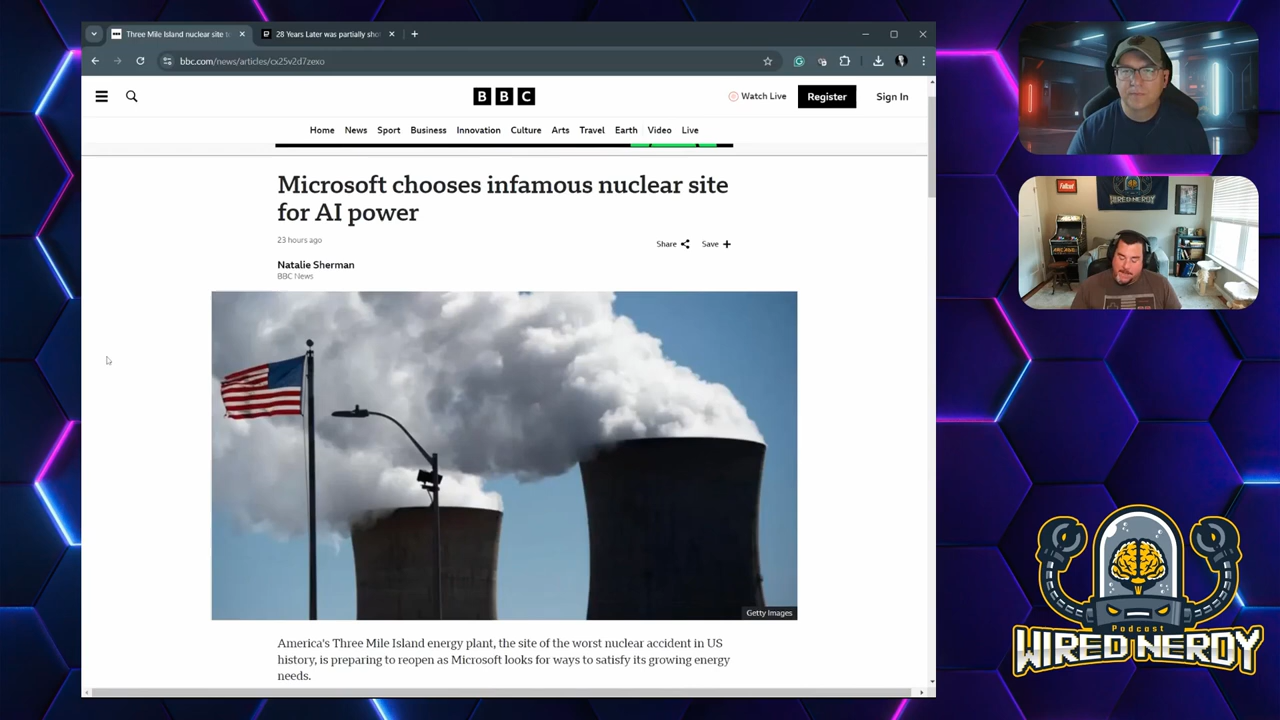 Three Mile Island nuclear site to
28 Years Later was partially sho
bbc.com/news/articles/cx25v2d7zexo
BBC
Watch Live
Register
Sign In
Home News Sport Business Innovation Culture Arts Travel Earth Video Live
Microsoft chooses infamous nuclear site
for AI power
23 hours ago
Share
Save
Natalie Sherman
BBC News
Getty Images
America's Three Mile Island energy plant, the site of the worst nuclear accident in US
history, is preparing to reopen as Microsoft looks for ways to satisfy its growing energy
needs.
Fallout
WIRED NERDY
Podcast
WIRED NERDY